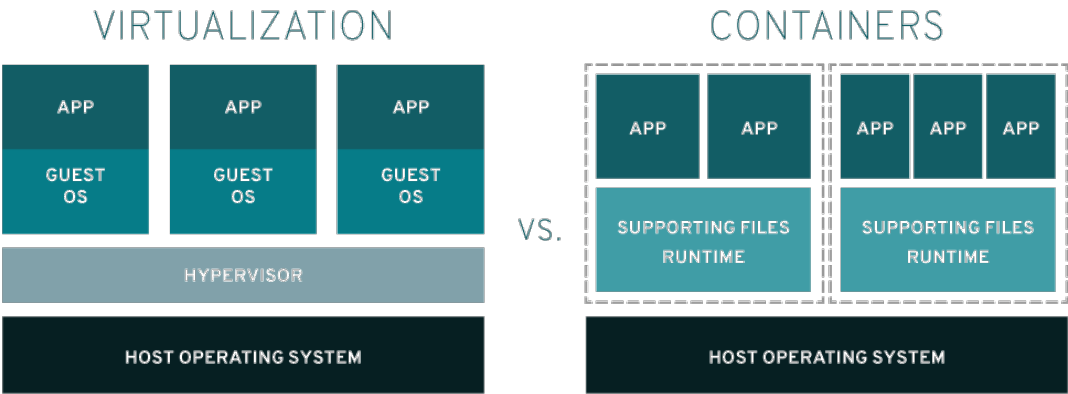 VIRTUALIZATION
APP
GUEST
OS
APP
GUEST
OS
APP
GUEST
OS
HYPERVISOR
HOST OPERATING SYSTEM
VS.
CONTAINERS
APP
APP
SUPPORTING FILES
RUNTIME
APP
APP
APP
SUPPORTING FILES
RUNTIME
HOST OPERATING SYSTEM